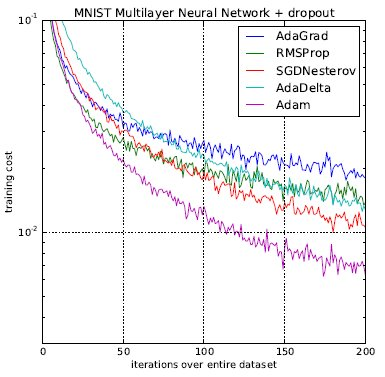 MNIST Multilayer Neural Network + dropout
10^-1
AdaGrad
RMSProp
SGDNesterov
AdaDelta
Adam
training cost
10^-2
0 50 100 150 200
iterations over entire dataset